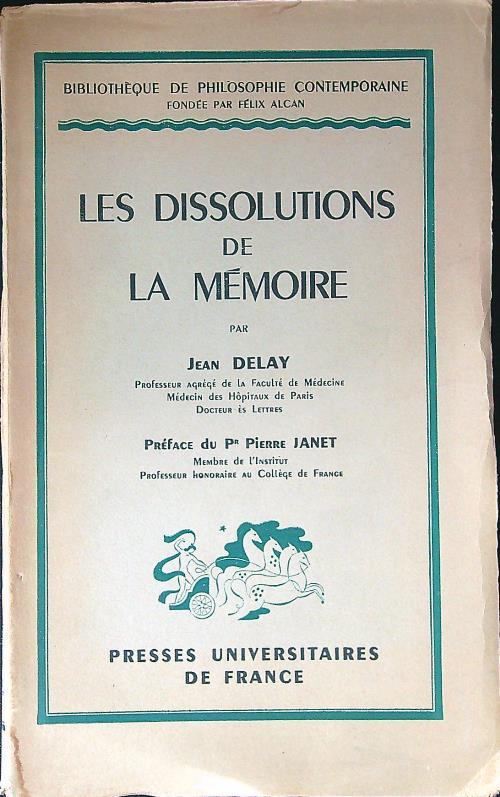 BIBLIOTHÈQUE DE PHILOSOPHIE CONTEMPORAINE
FONDÉE PAR FÉLIX ALCAN
LES DISSOLUTIONS
DE
LA MÉMOIRE
PAR
Jean DELAY
Professeur agrégé de la Faculté de Médecine
Médecin des Hôpitaux de Paris
Docteur ès Lettres
Préface du Pr Pierre JANET
Membre de l'Institut
Professeur honoraire au Collège de France
PRESSES UNIVERSITAIRES
DE FRANCE